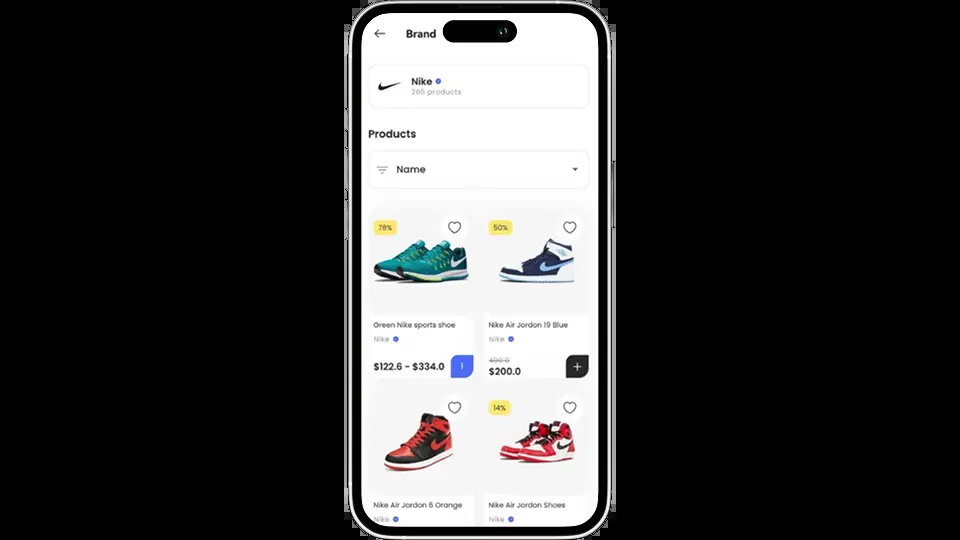 Brand
Nike
265 products
Products
Name
78%
50%
Green Nike sports shoe
Nike Air Jordon 19 Blue
Nike
Nike
$122.6 - $334.0
1
400.0
$200.0
+
14%
Nike Air Jordon 6 Orange
Nike Air Jordon Shoes
Nike
Nike